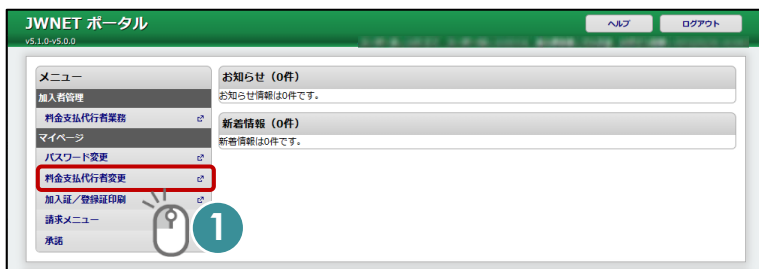 JWNET ポータル
v5.1.0-v5.0.0
ヘルプ
ログアウト
メニュー
加入者管理
料金支払代行者業務
マイページ
パスワード変更
料金支払代行者変更
加入証／登録証印刷
請求メニュー
承諾
お知らせ（0件）
お知らせ情報は0件です。
新着情報（0件）
新着情報は0件です。
1